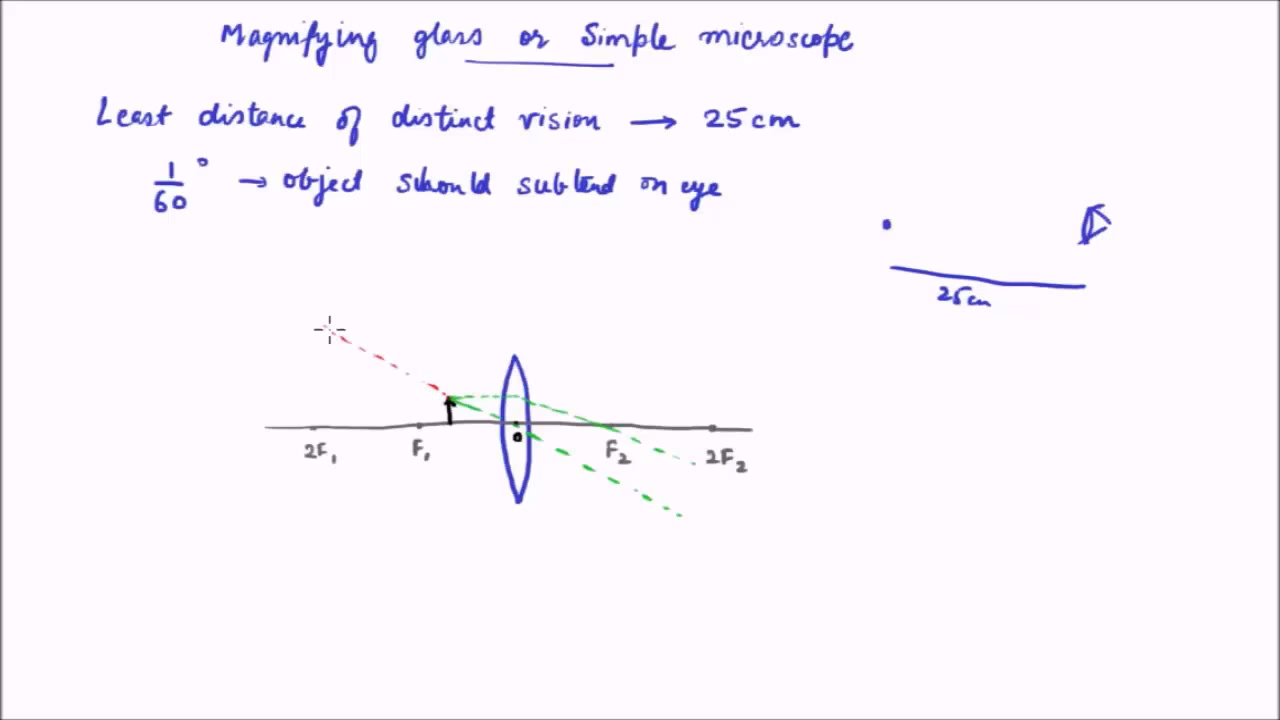 Magnifying glass or Simple microscope
Least distance of distinct vision → 25cm
1/60° → object should subtend on eye
25cm
2F₁ F₁ O F₂ 2F₂